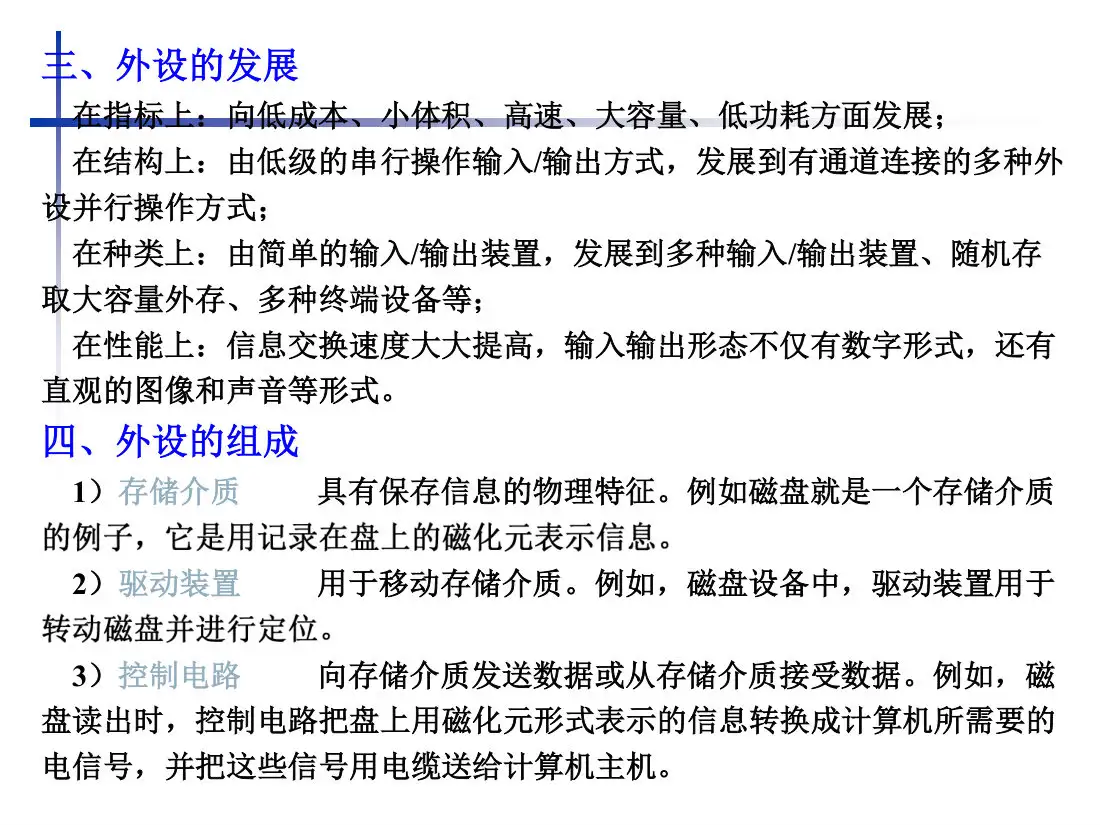 三、外设的发展
在指标上：向低成本、小体积、高速、大容量、低功耗方面发展；
在结构上：由低级的串行操作输入/输出方式，发展到有通道连接的多种外
设并行操作方式；
在种类上：由简单的输入/输出装置，发展到多种输入/输出装置、随机存
取大容量外存、多种终端设备等；
在性能上：信息交换速度大大提高，输入输出形态不仅有数字形式，还有
直观的图像和声音等形式。
四、外设的组成
1）存储介质 具有保存信息的物理特征。例如磁盘就是一个存储介质
的例子，它是用记录在盘上的磁化元表示信息。
2）驱动装置 用于移动存储介质。例如，磁盘设备中，驱动装置用于
转动磁盘并进行定位。
3）控制电路 向存储介质发送数据或从存储介质接受数据。例如，磁
盘读出时，控制电路把盘上用磁化元形式表示的信息转换成计算机所需要的
电信号，并把这些信号用电缆送给计算机主机。